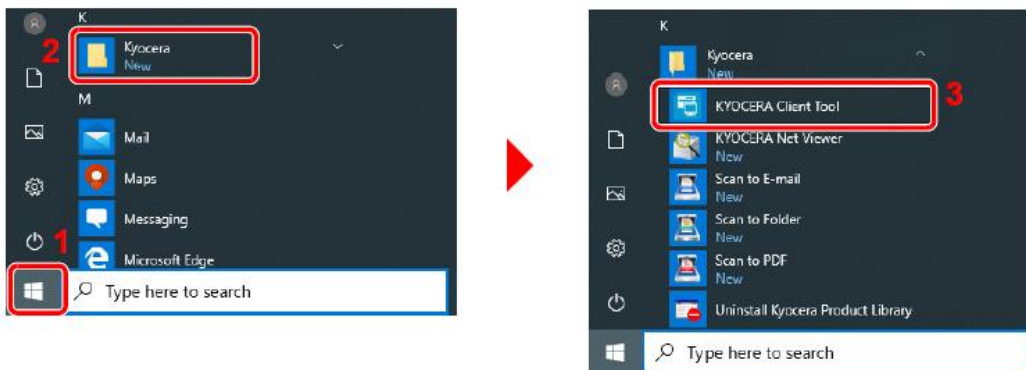 K
2
Kyocera
New
M
Mail
Maps
Messaging
1
Microsoft Edge
Type here to search
K
Kyocera
New
KYOCERA Client Tool
3
KYOCERA Net Viewer
New
Scan to E-mail
New
Scan to Folder
New
Scan to PDF
New
Uninstall Kyocera Product Library
Type here to search